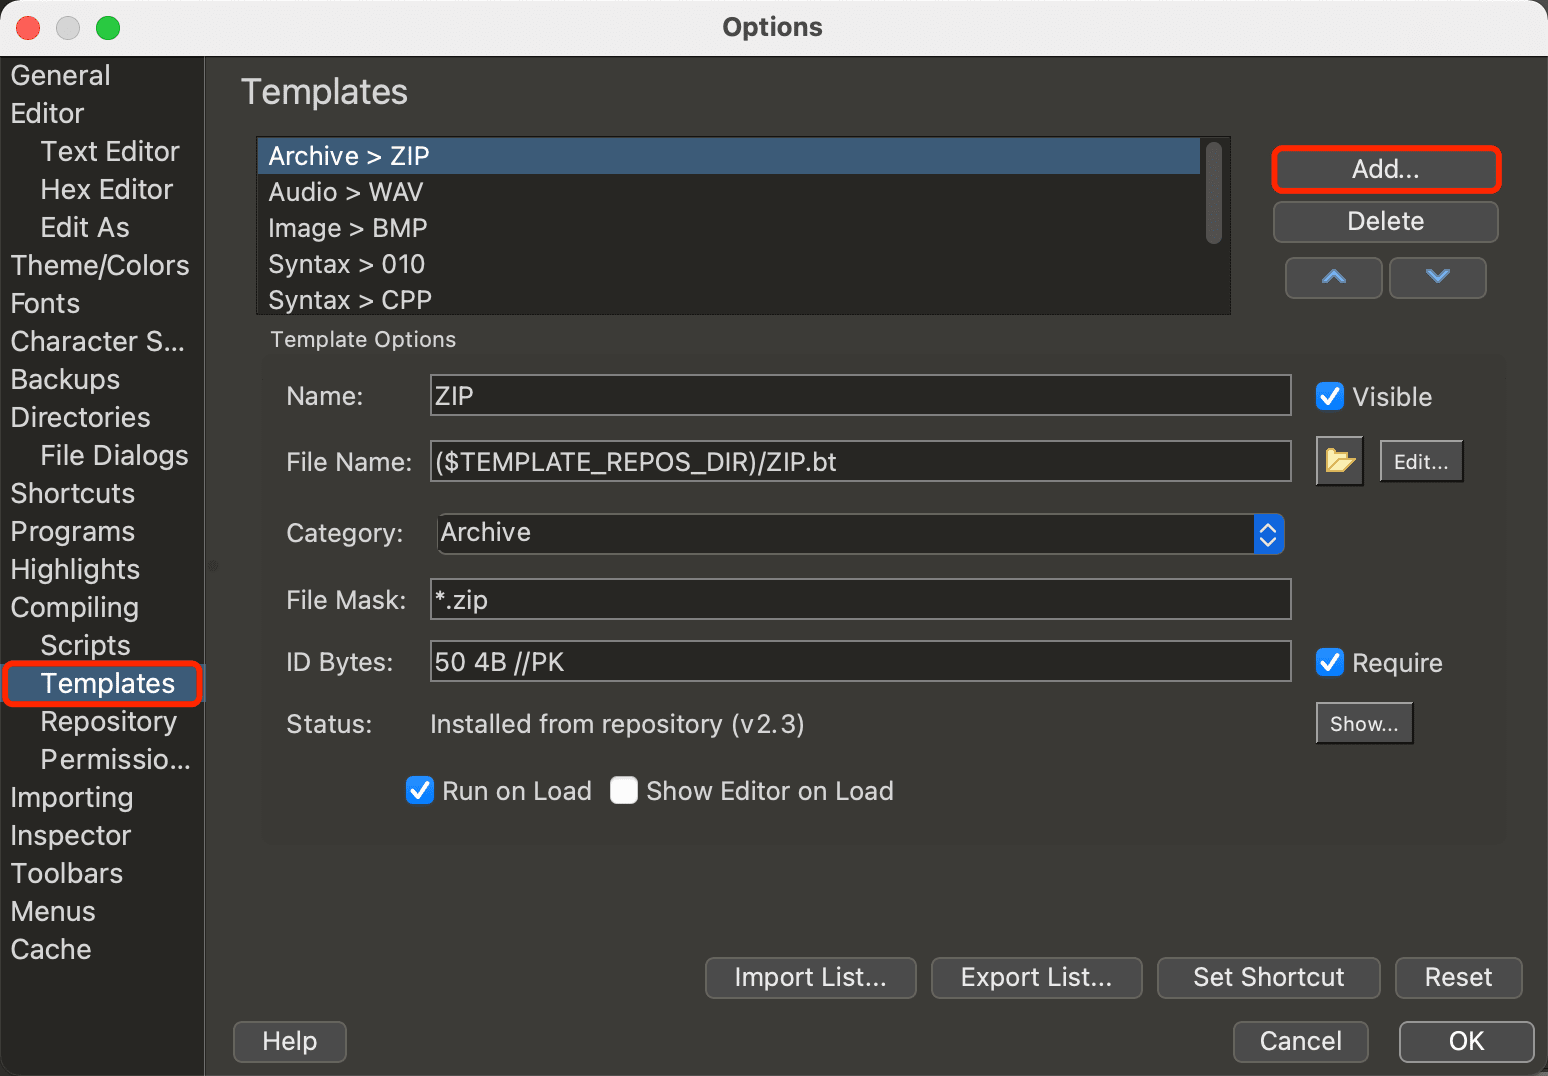 Options
General
Editor
Text Editor
Hex Editor
Edit As
Theme/Colors
Fonts
Character S...
Backups
Directories
File Dialogs
Shortcuts
Programs
Highlights
Compiling
Scripts
Templates
Repository
Permissio...
Importing
Inspector
Toolbars
Menus
Cache
Templates
Archive > ZIP
Audio > WAV
Image > BMP
Syntax > 010
Syntax > CPP
Add...
Delete
Template Options
Name: ZIP Visible
File Name: ($TEMPLATE_REPOS_DIR)/ZIP.bt Edit...
Category: Archive
File Mask: *.zip
ID Bytes: 50 4B //PK Require
Status: Installed from repository (v2.3) Show...
Run on Load Show Editor on Load
Import List... Export List... Set Shortcut Reset
Help Cancel OK